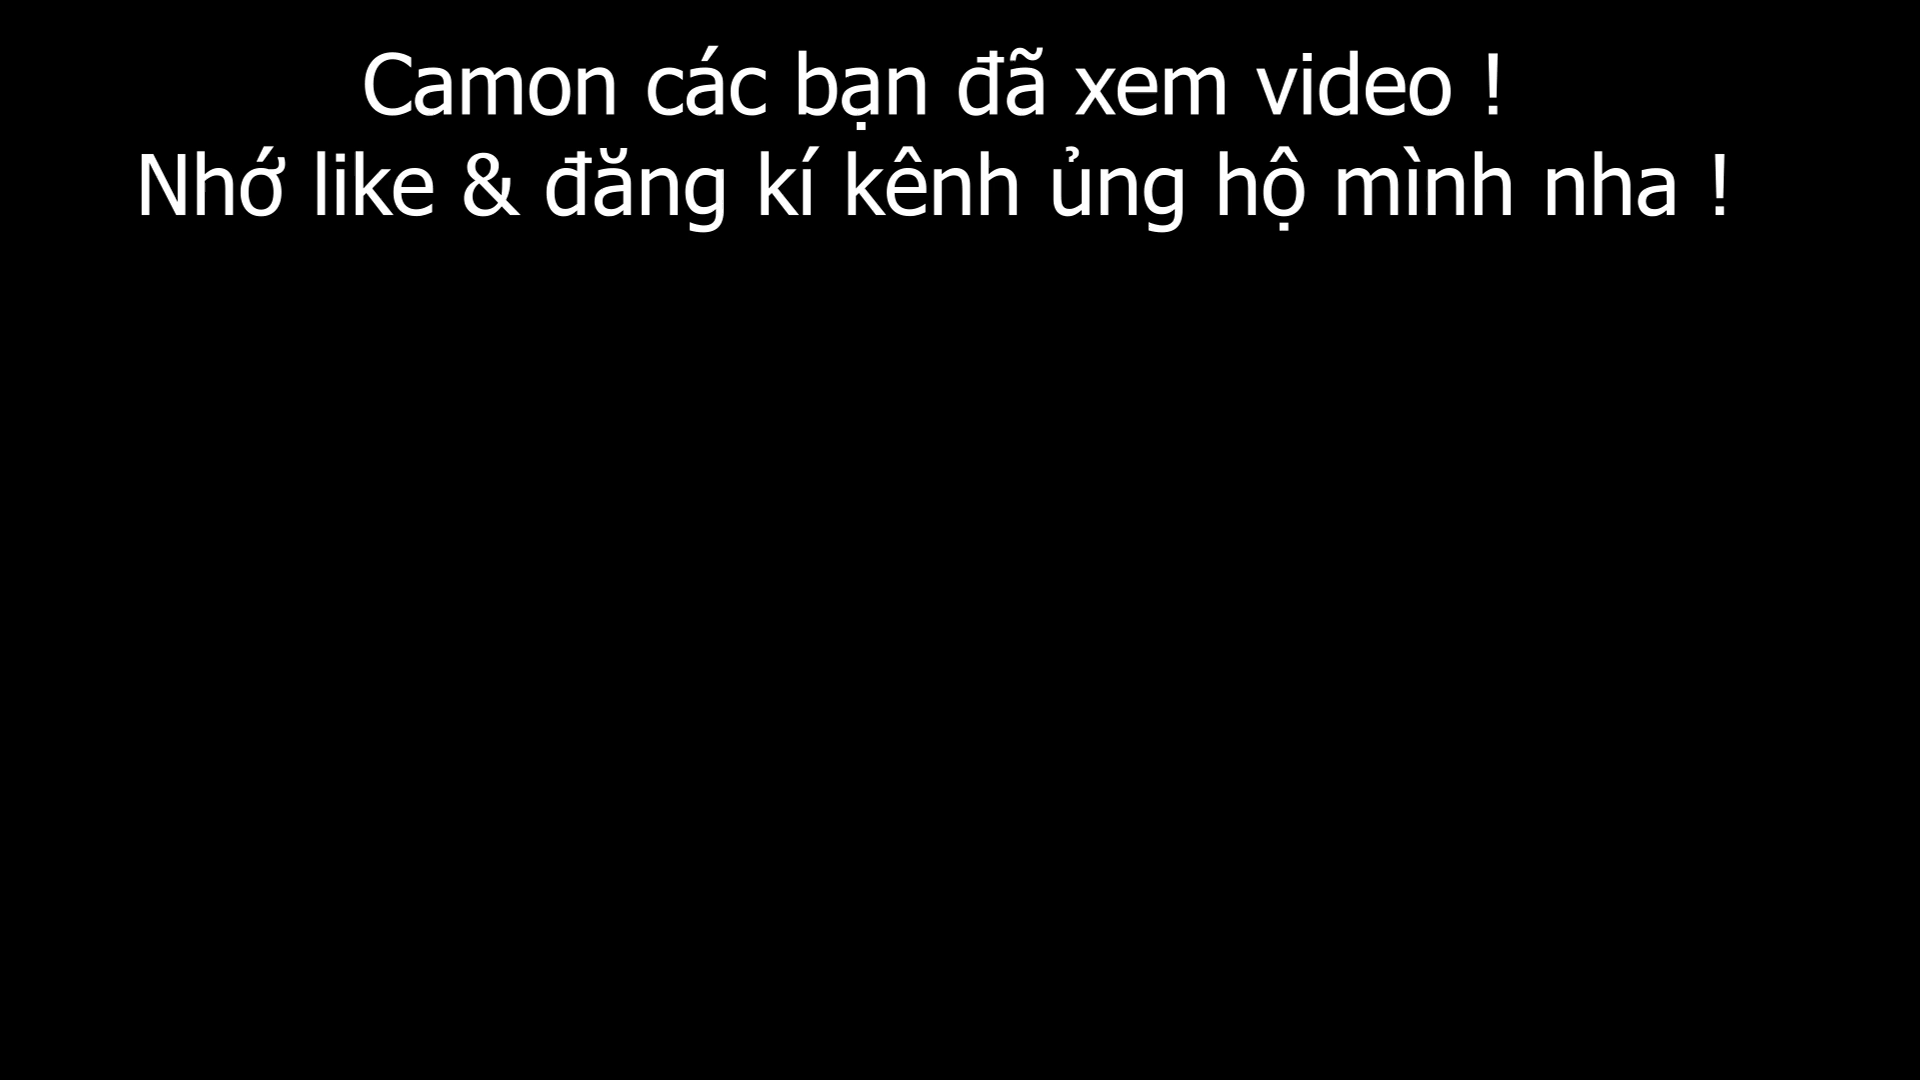 Camon các bạn đã xem video !
Nhớ like & đăng kí kênh ủng hộ mình nha !